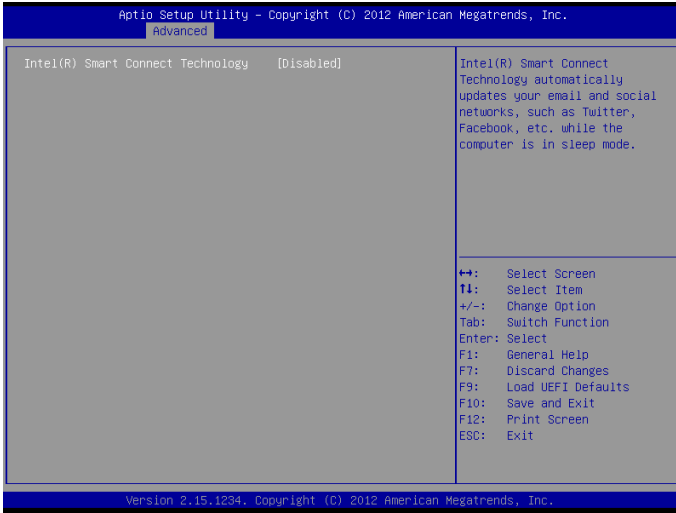 Aptio Setup Utility – Copyright (C) 2012 American Megatrends, Inc.
Advanced
Intel(R) Smart Connect Technology [Disabled]
Intel(R) Smart Connect
Technology automatically
updates your email and social
networks, such as Twitter,
Facebook, etc. while the
computer is in sleep mode.
↔: Select Screen
↑↓: Select Item
+/-: Change Option
Tab: Switch Function
Enter: Select
F1: General Help
F7: Discard Changes
F9: Load UEFI Defaults
F10: Save and Exit
F12: Print Screen
ESC: Exit
Version 2.15.1234. Copyright (C) 2012 American Megatrends, Inc.